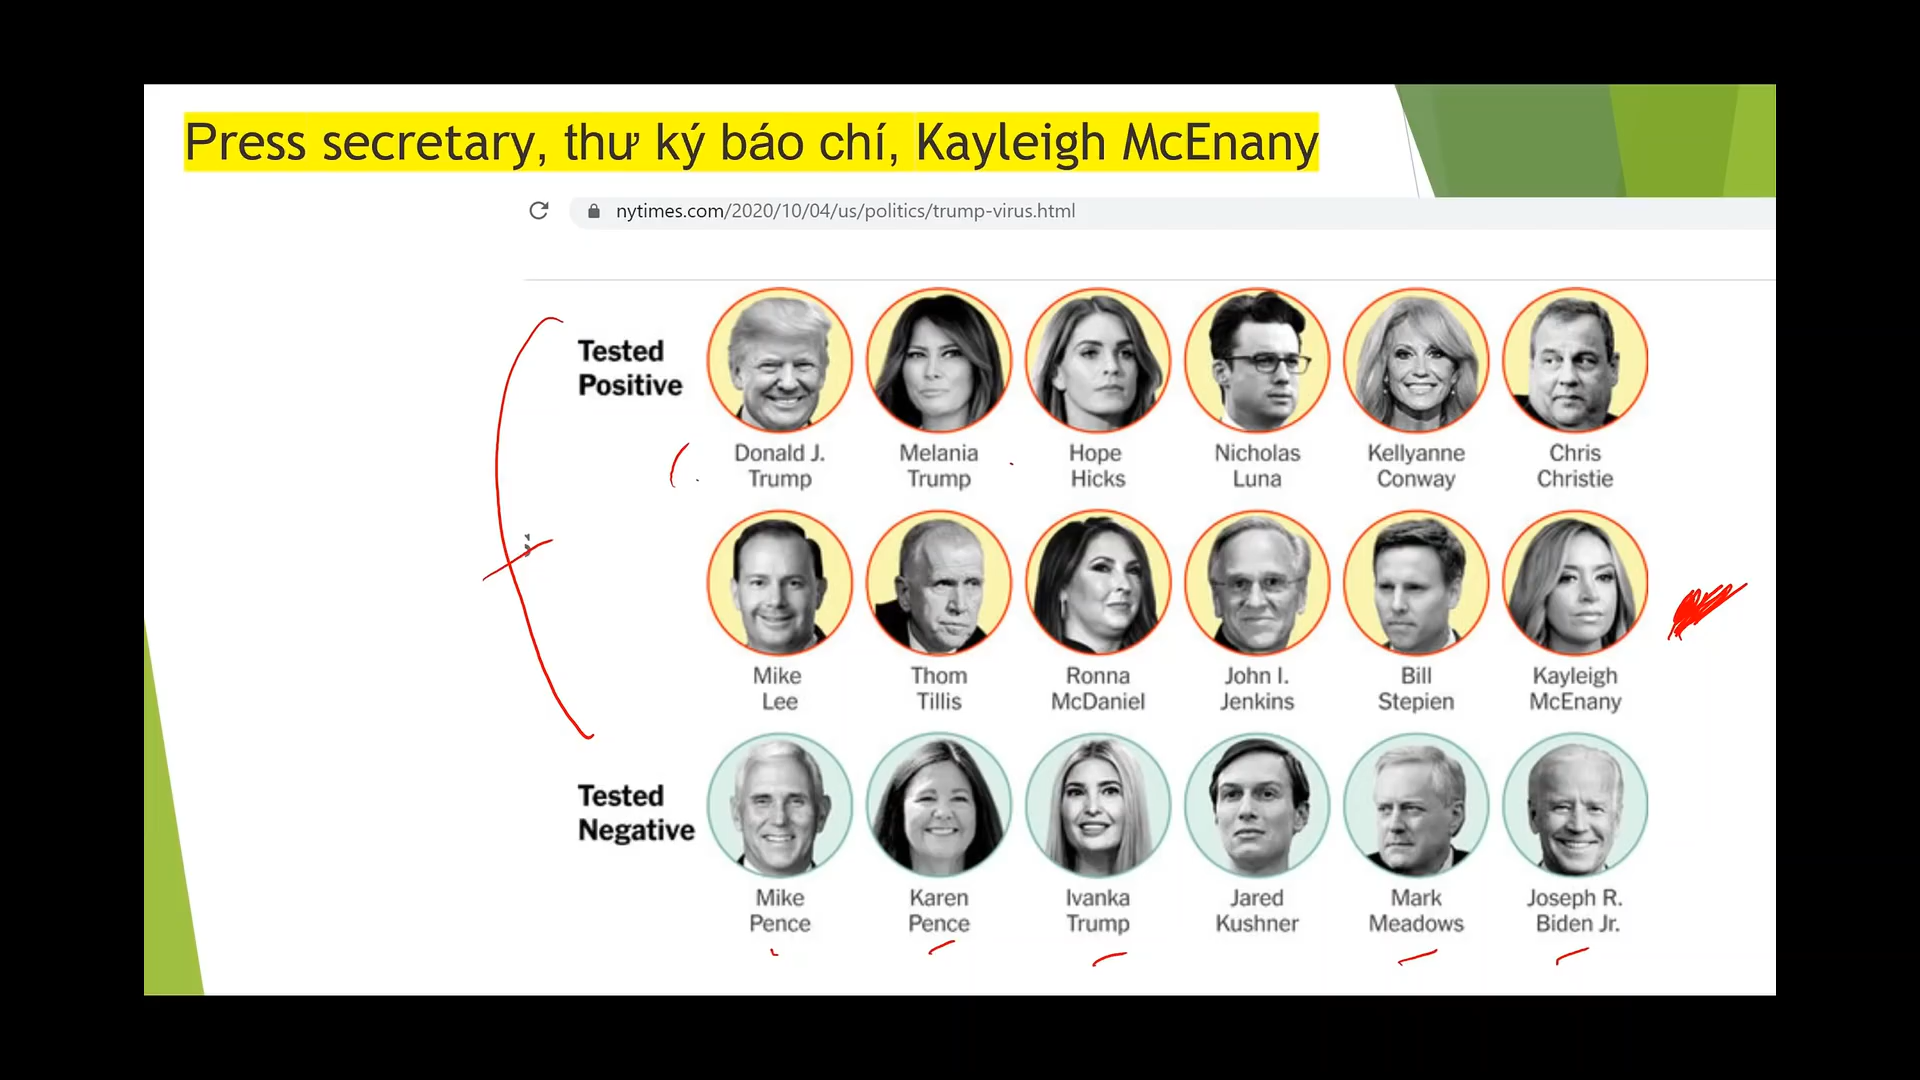 Press secretary, thư ký báo chí, Kayleigh McEnany
nytimes.com/2020/10/04/us/politics/trump-virus.html
Tested
Positive
Donald J.
Trump
Melania
Trump
Hope
Hicks
Nicholas
Luna
Kellyanne
Conway
Chris
Christie
Mike
Lee
Thom
Tillis
Ronna
McDaniel
John I.
Jenkins
Bill
Stepien
Kayleigh
McEnany
Tested
Negative
Mike
Pence
Karen
Pence
Ivanka
Trump
Jared
Kushner
Mark
Meadows
Joseph R.
Biden Jr.